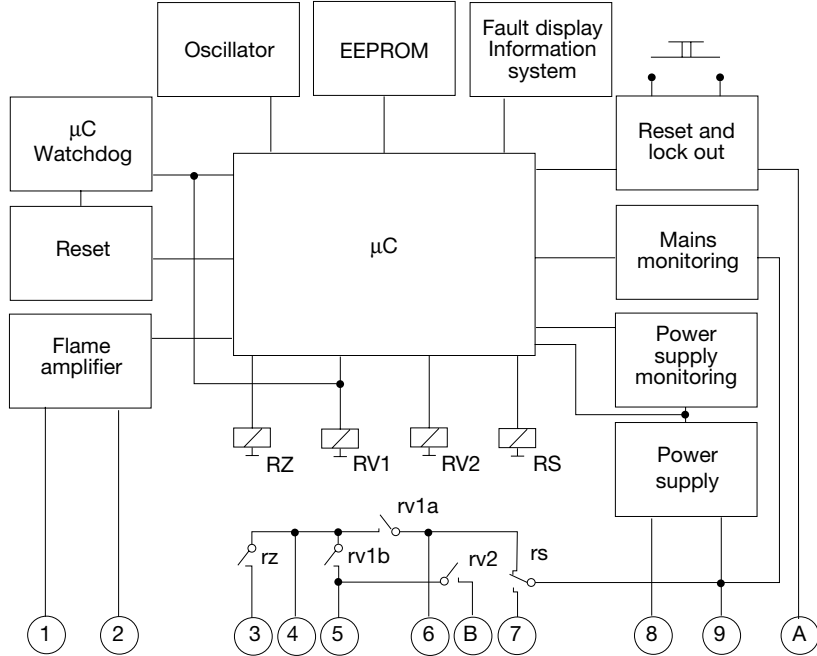 Oscillator
EEPROM
Fault display
Information
system
μC
Watchdog
Reset and
lock out
Reset
μC
Mains
monitoring
Flame
amplifier
Power
supply
monitoring
RZ
RV1
RV2
RS
Power
supply
rv1a
rz
rv1b
rv2
rs
1
2
3
4
5
6
B
7
8
9
A